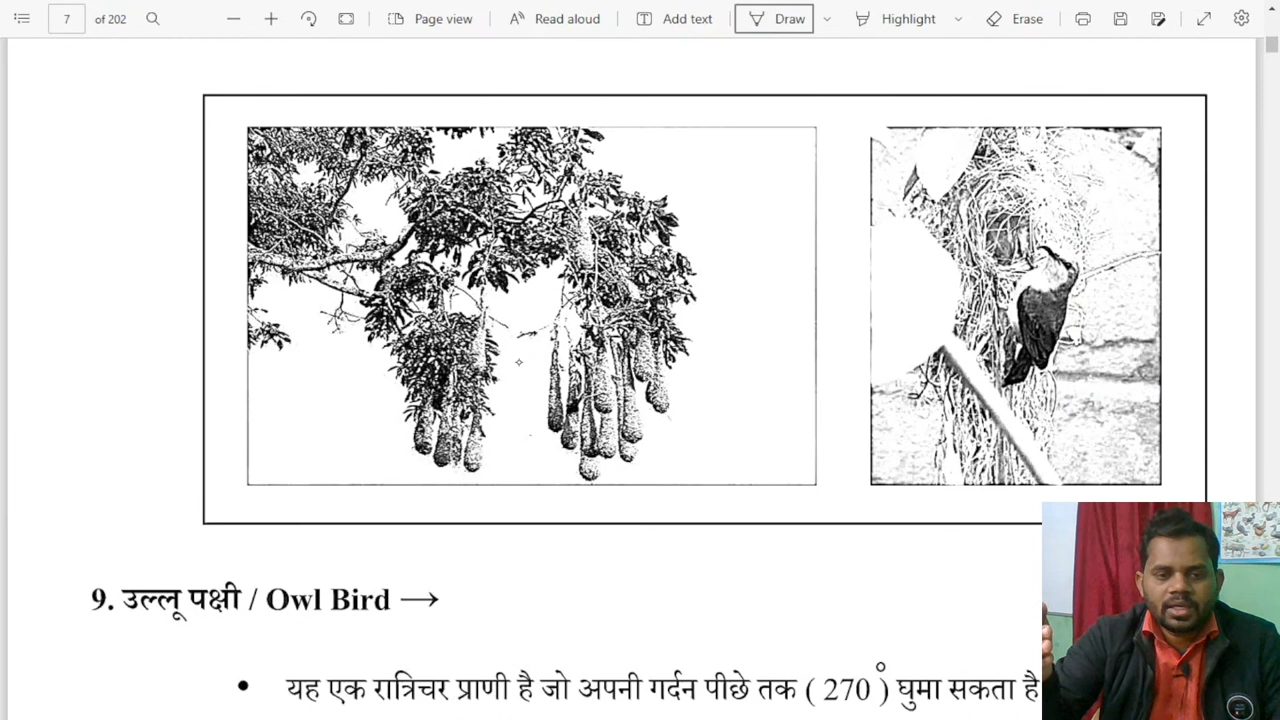 7 of 202 Page view Read aloud Add text Draw Highlight Erase
9. उल्लू पक्षी / Owl Bird →
• यह एक रात्रिचर प्राणी है जो अपनी गर्दन पीछे तक ( 270° ) घुमा सकता है